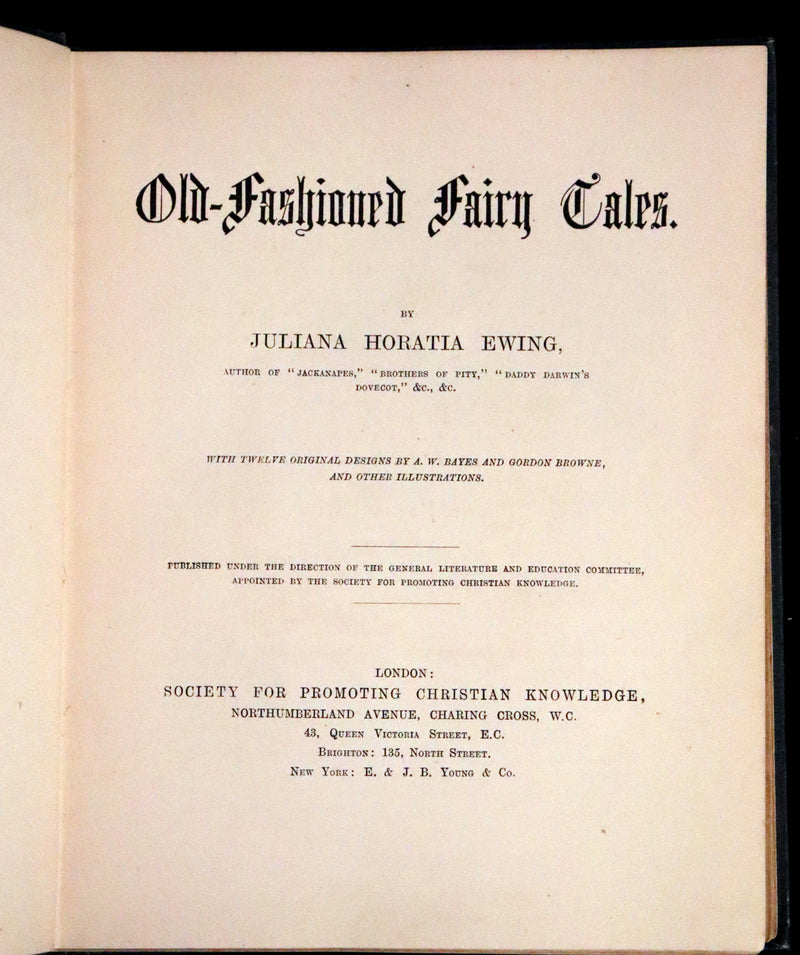 Old-Fashioned Fairy Tales.
BY
JULIANA HORATIA EWING,
AUTHOR OF "JACKANAPES," "BROTHERS OF PITY," "DADDY DARWIN'S
DOVECOT," &C., &C.
WITH TWELVE ORIGINAL DESIGNS BY A. W. BAYES AND GORDON BROWNE,
AND OTHER ILLUSTRATIONS.
PUBLISHED UNDER THE DIRECTION OF THE GENERAL LITERATURE AND EDUCATION COMMITTEE,
APPOINTED BY THE SOCIETY FOR PROMOTING CHRISTIAN KNOWLEDGE.
LONDON:
SOCIETY FOR PROMOTING CHRISTIAN KNOWLEDGE,
NORTHUMBERLAND AVENUE, CHARING CROSS, W.C.
43, QUEEN VICTORIA STREET, E.C.
BRIGHTON: 135, NORTH STREET.
NEW YORK: E. & J. B. YOUNG & CO.